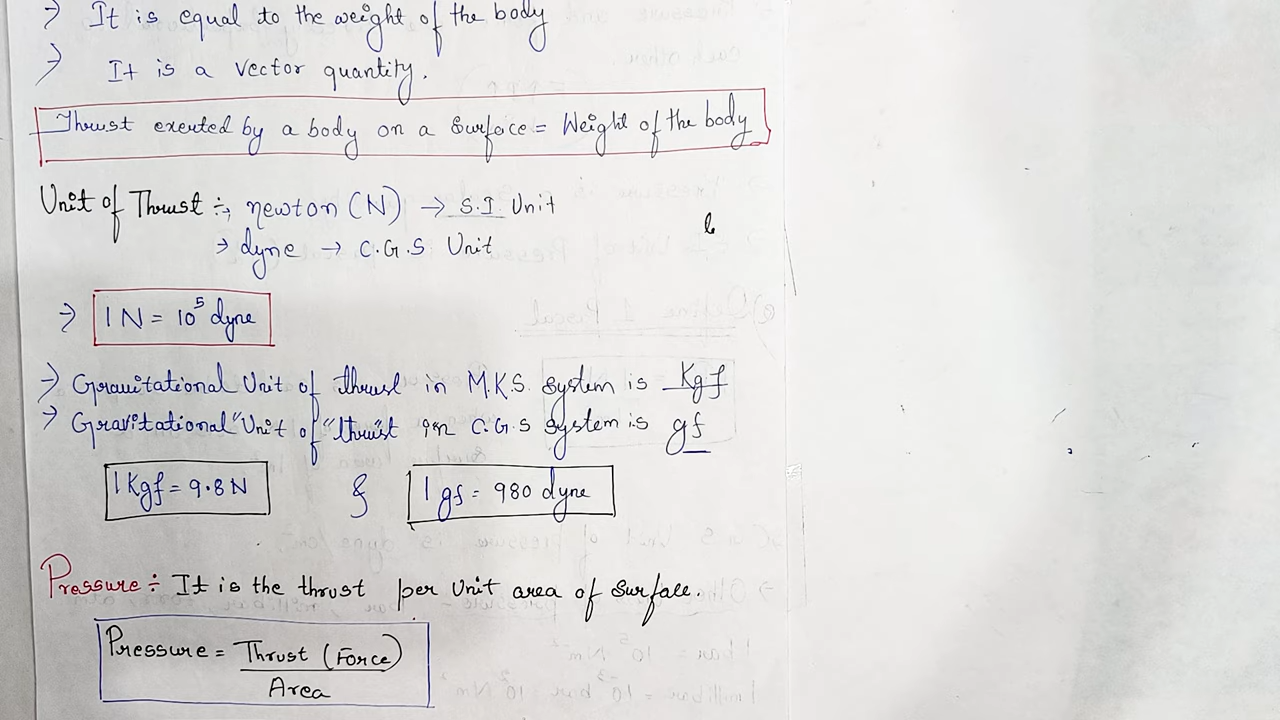 > It is equal to the weight of the body
> It is a vector quantity.
Thrust exerted by a body on a Surface = Weight of the body
Unit of Thrust ÷→ newton (N) → S.I Unit
→ dyne → C.G.S Unit
→ 1 N = 10⁵ dyne
→ Gravitational Unit of thrust in M.K.S. System is Kgf
→ Gravitational "Unit of "thrust in C.G.S System is gf
1 Kgf = 9.8 N & 1 gf = 980 dyne
Pressure ÷ It is the thrust per Unit area of Surface.
Pressure = Thrust (Force)
Area